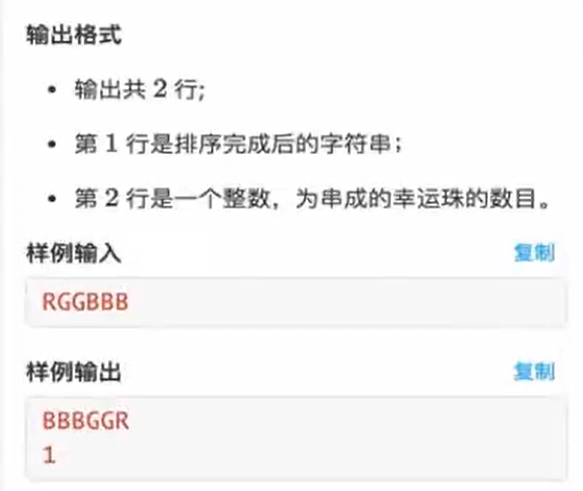 输出格式
• 输出共 2 行;
• 第 1 行是排序完成后的字符串；
• 第 2 行是一个整数，为串成的幸运珠的数目。
样例输入 复制
RGGBBB
样例输出 复制
BBBGGR
1